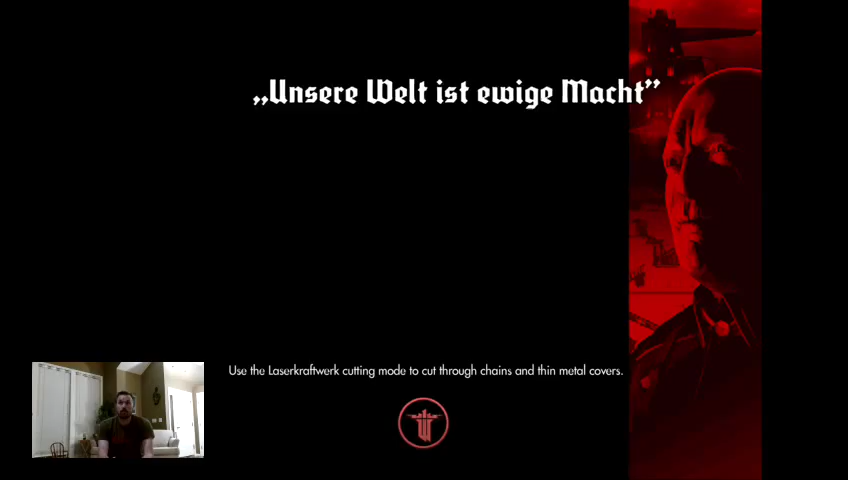 „Unsere Welt ist ewige Macht”
Use the Laserkraftwerk cutting mode to cut through chains and thin metal covers.